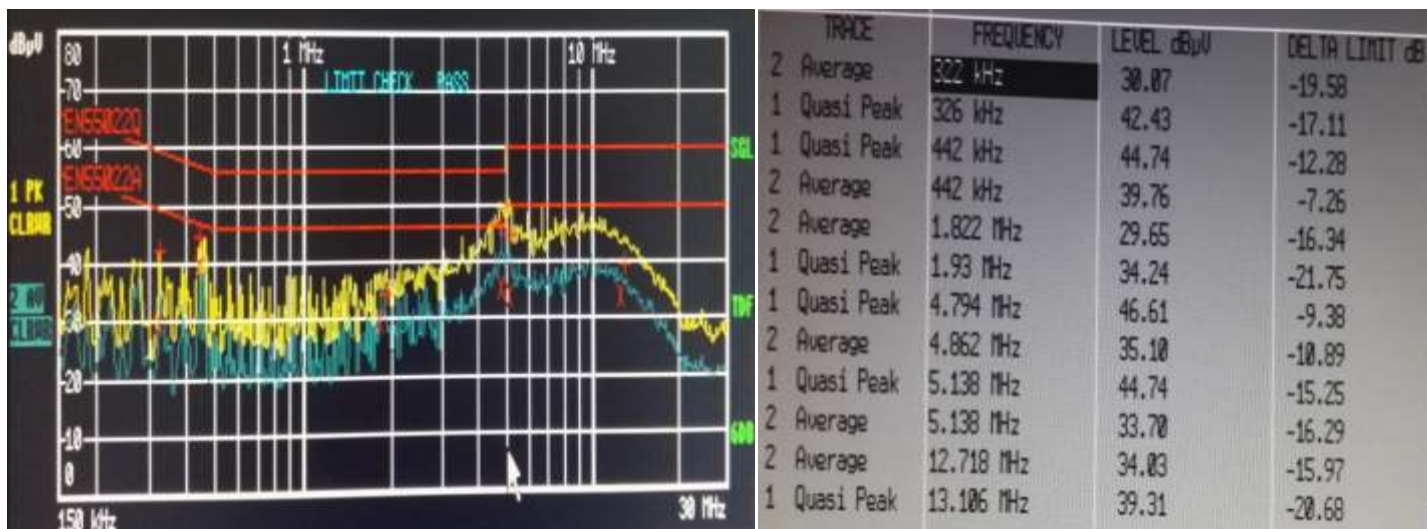 dBµV
80
1 MHz
10 MHz
LIMIT CHECK PASS
70
EN55022Q
60
SGL
EN55022A
1 PK
CLRWR
50
40
2 AV
CLRWR
30
TDF
20
10
6DB
0
150 kHz
30 MHz
TRACE FREQUENCY LEVEL dBµV DELTA LIMIT dB
2 Average 322 kHz 30.07 -19.58
1 Quasi Peak 326 kHz 42.43 -17.11
1 Quasi Peak 442 kHz 44.74 -12.28
2 Average 442 kHz 39.76 -7.26
2 Average 1.822 MHz 29.65 -16.34
1 Quasi Peak 1.93 MHz 34.24 -21.75
1 Quasi Peak 4.794 MHz 46.61 -9.38
2 Average 4.862 MHz 35.10 -10.89
1 Quasi Peak 5.138 MHz 44.74 -15.25
2 Average 5.138 MHz 33.70 -16.29
2 Average 12.718 MHz 34.03 -15.97
1 Quasi Peak 13.106 MHz 39.31 -20.68